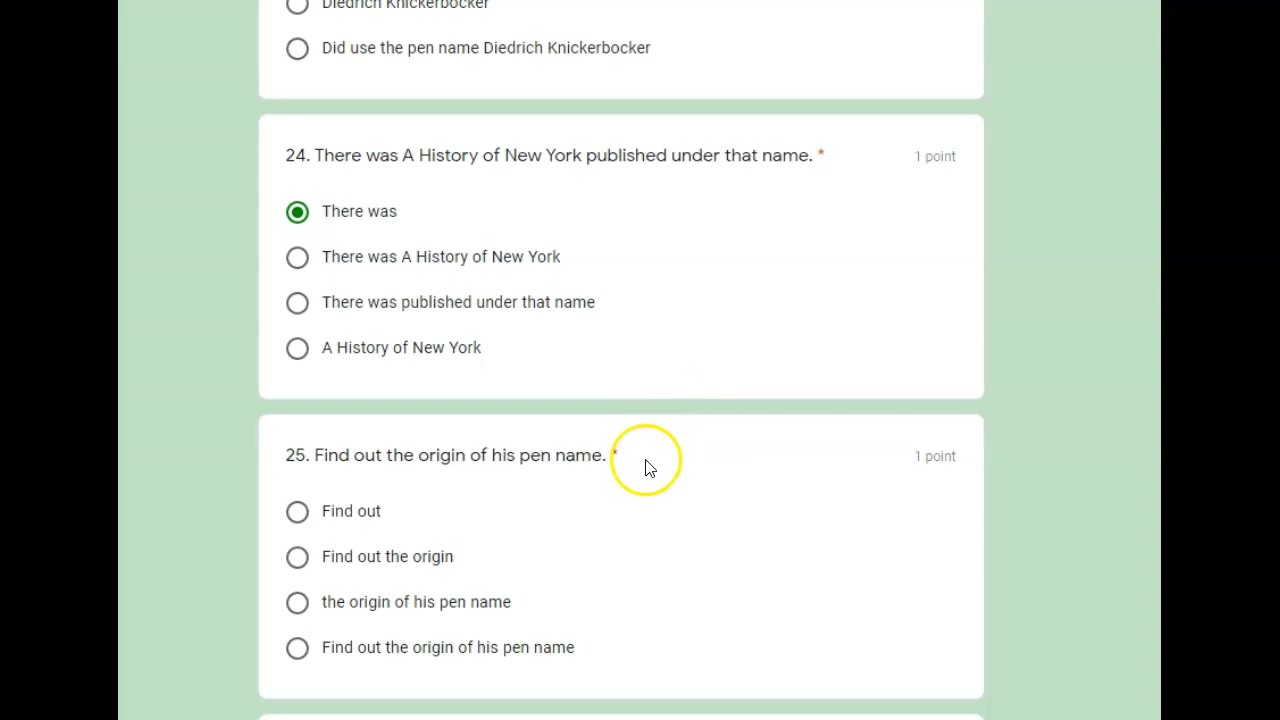 Diedrich Knickerbocker
Did use the pen name Diedrich Knickerbocker
24. There was A History of New York published under that name. *
1 point
There was
There was A History of New York
There was published under that name
A History of New York
25. Find out the origin of his pen name. *
1 point
Find out
Find out the origin
the origin of his pen name
Find out the origin of his pen name